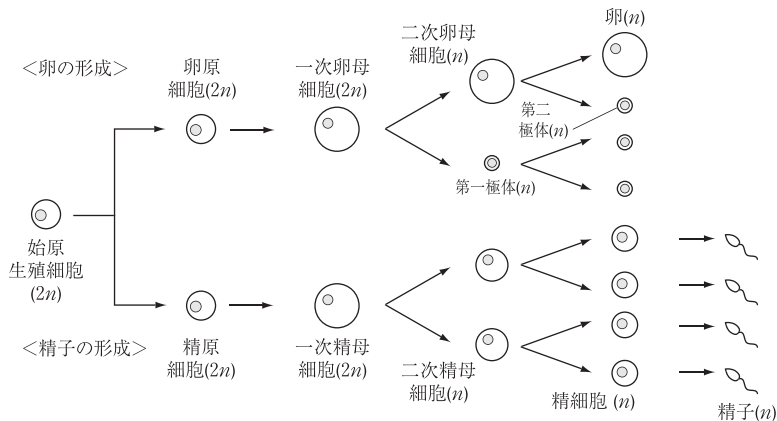 ＜卵の形成＞
卵原
細胞(2n)
一次卵母
細胞(2n)
二次卵母
細胞(n)
卵(n)
第二
極体(n)
第一極体(n)
始原
生殖細胞
(2n)
＜精子の形成＞
精原
細胞(2n)
一次精母
細胞(2n)
二次精母
細胞(n)
精細胞 (n)
精子(n)